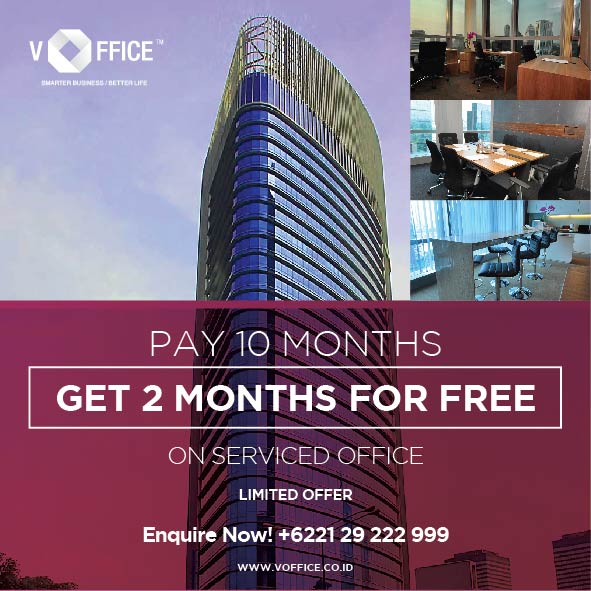 VOFFICE™
SMARTER BUSINESS / BETTER LIFE
PAY 10 MONTHS
GET 2 MONTHS FOR FREE
ON SERVICED OFFICE
LIMITED OFFER
Enquire Now! +6221 29 222 999
WWW.VOFFICE.CO.ID